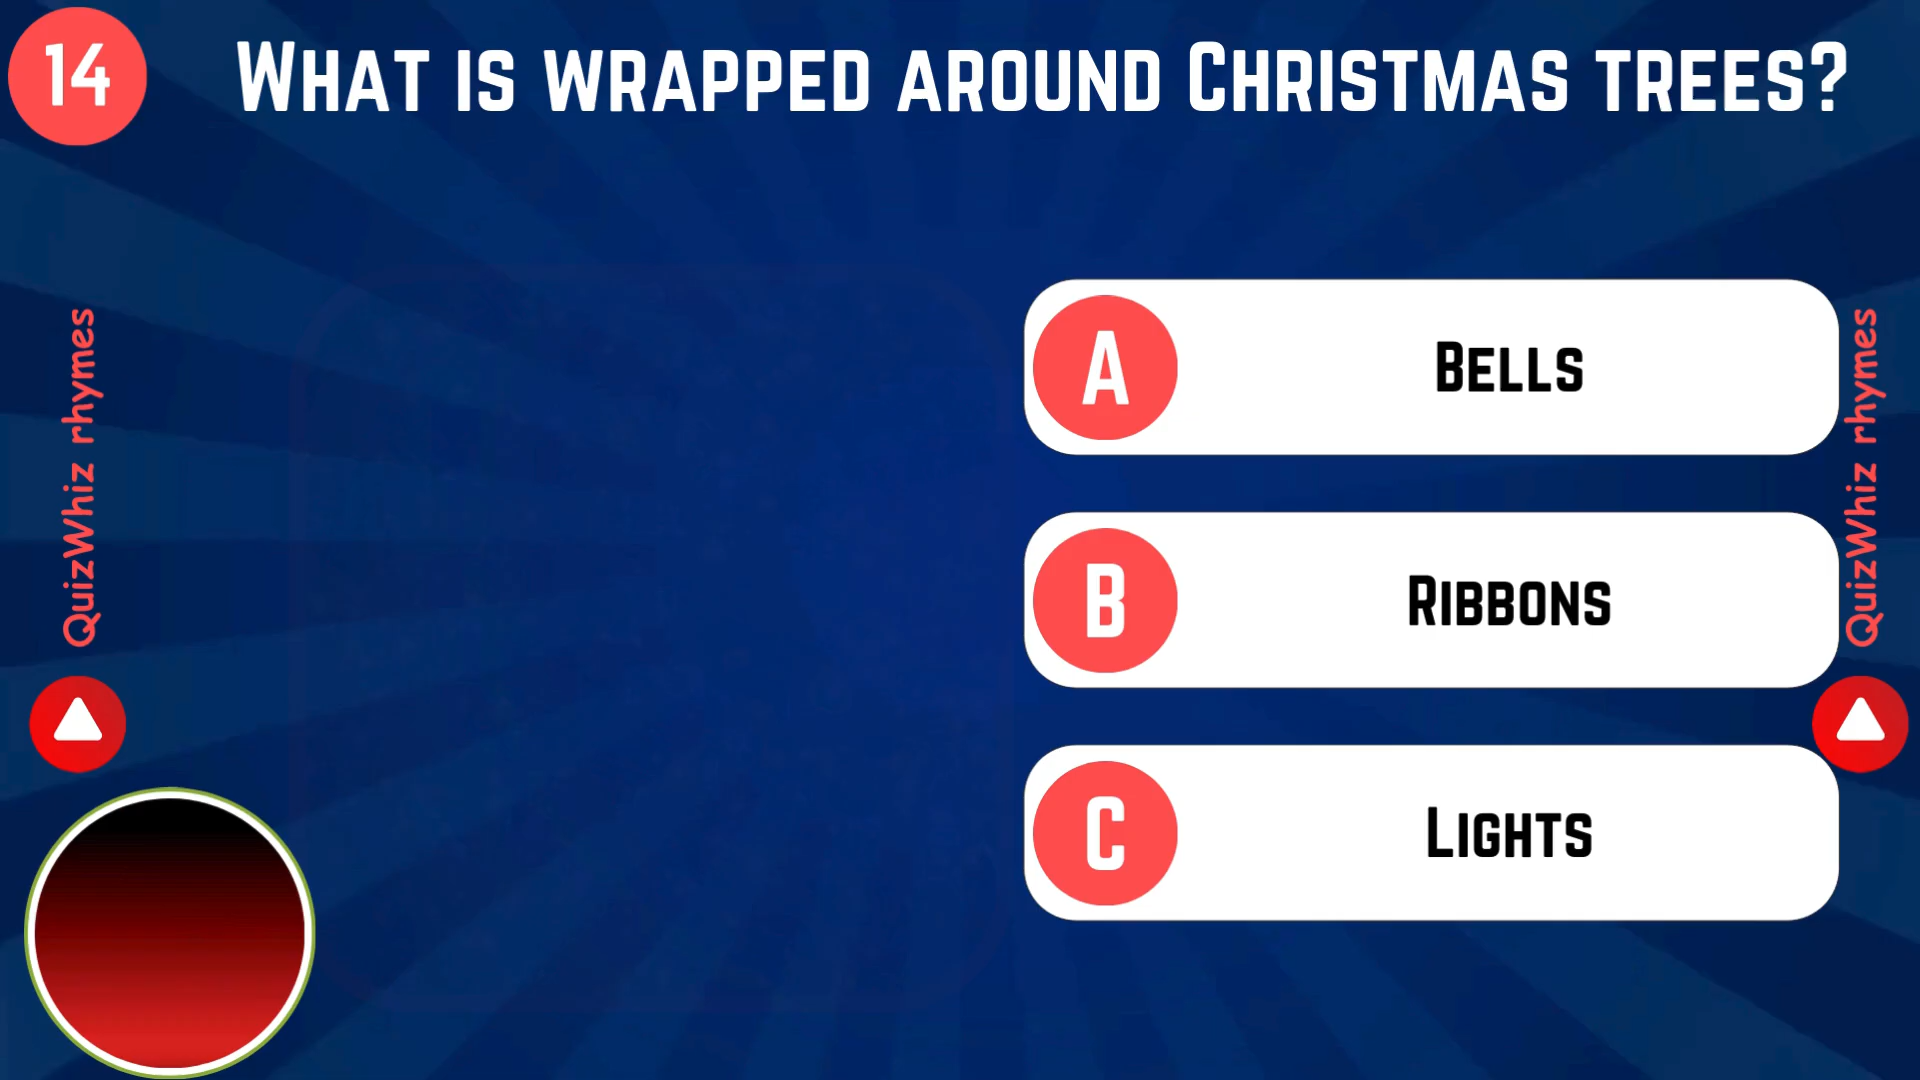 14
What is wrapped around Christmas trees?
A
Bells
B
Ribbons
C
Lights
QuizWhiz rhymes
QuizWhiz rhymes